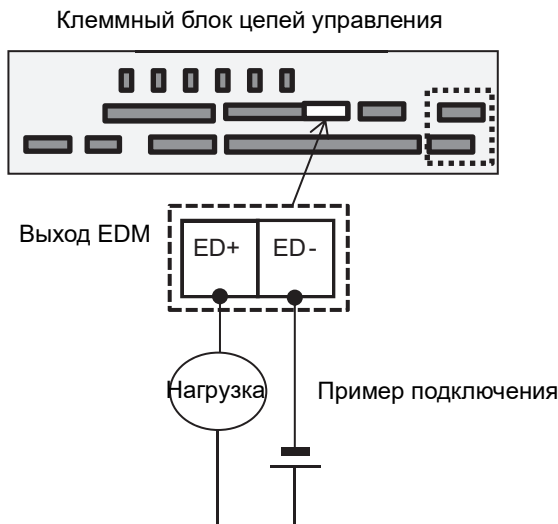 Клеммный блок цепей управления
Выход EDM
ED+ ED-
Нагрузка
Пример подключения